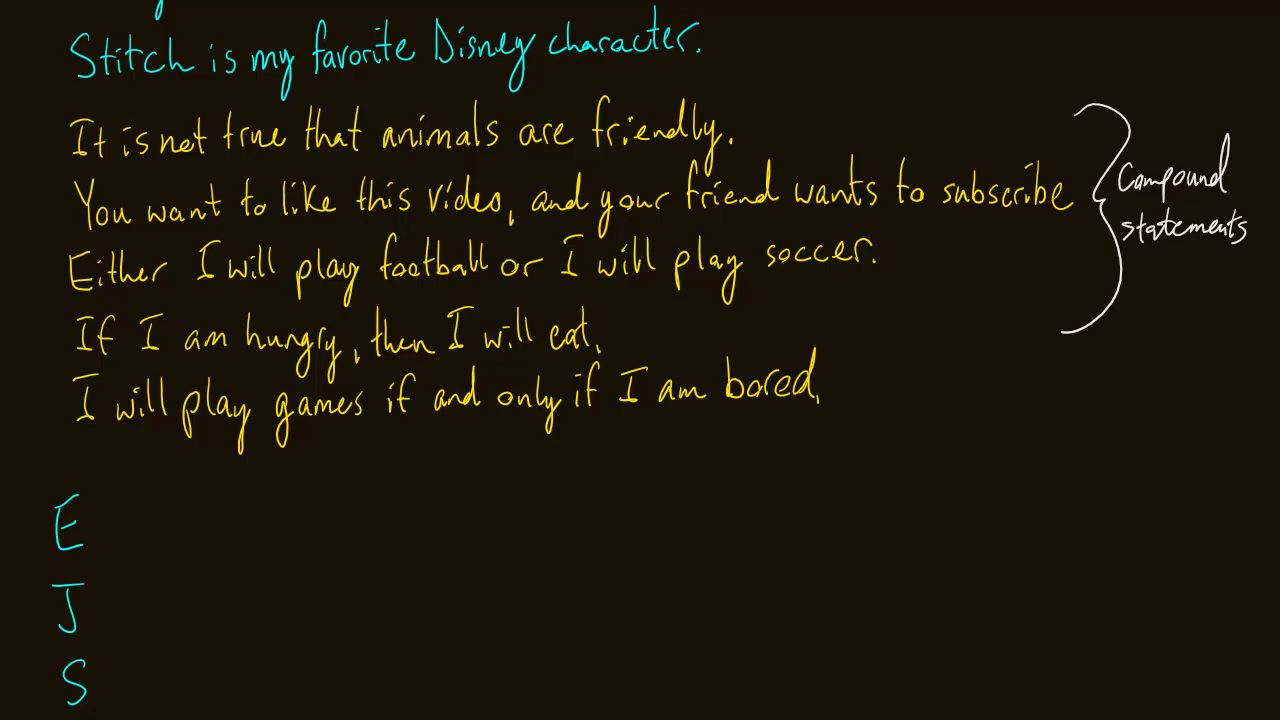 Stitch is my favorite Disney character.
It is not true that animals are friendly.
You want to like this video, and your friend wants to subscribe
Either I will play football or I will play soccer.
If I am hungry, then I will eat.
I will play games if and only if I am bored.
Compound
statements
E
J
S